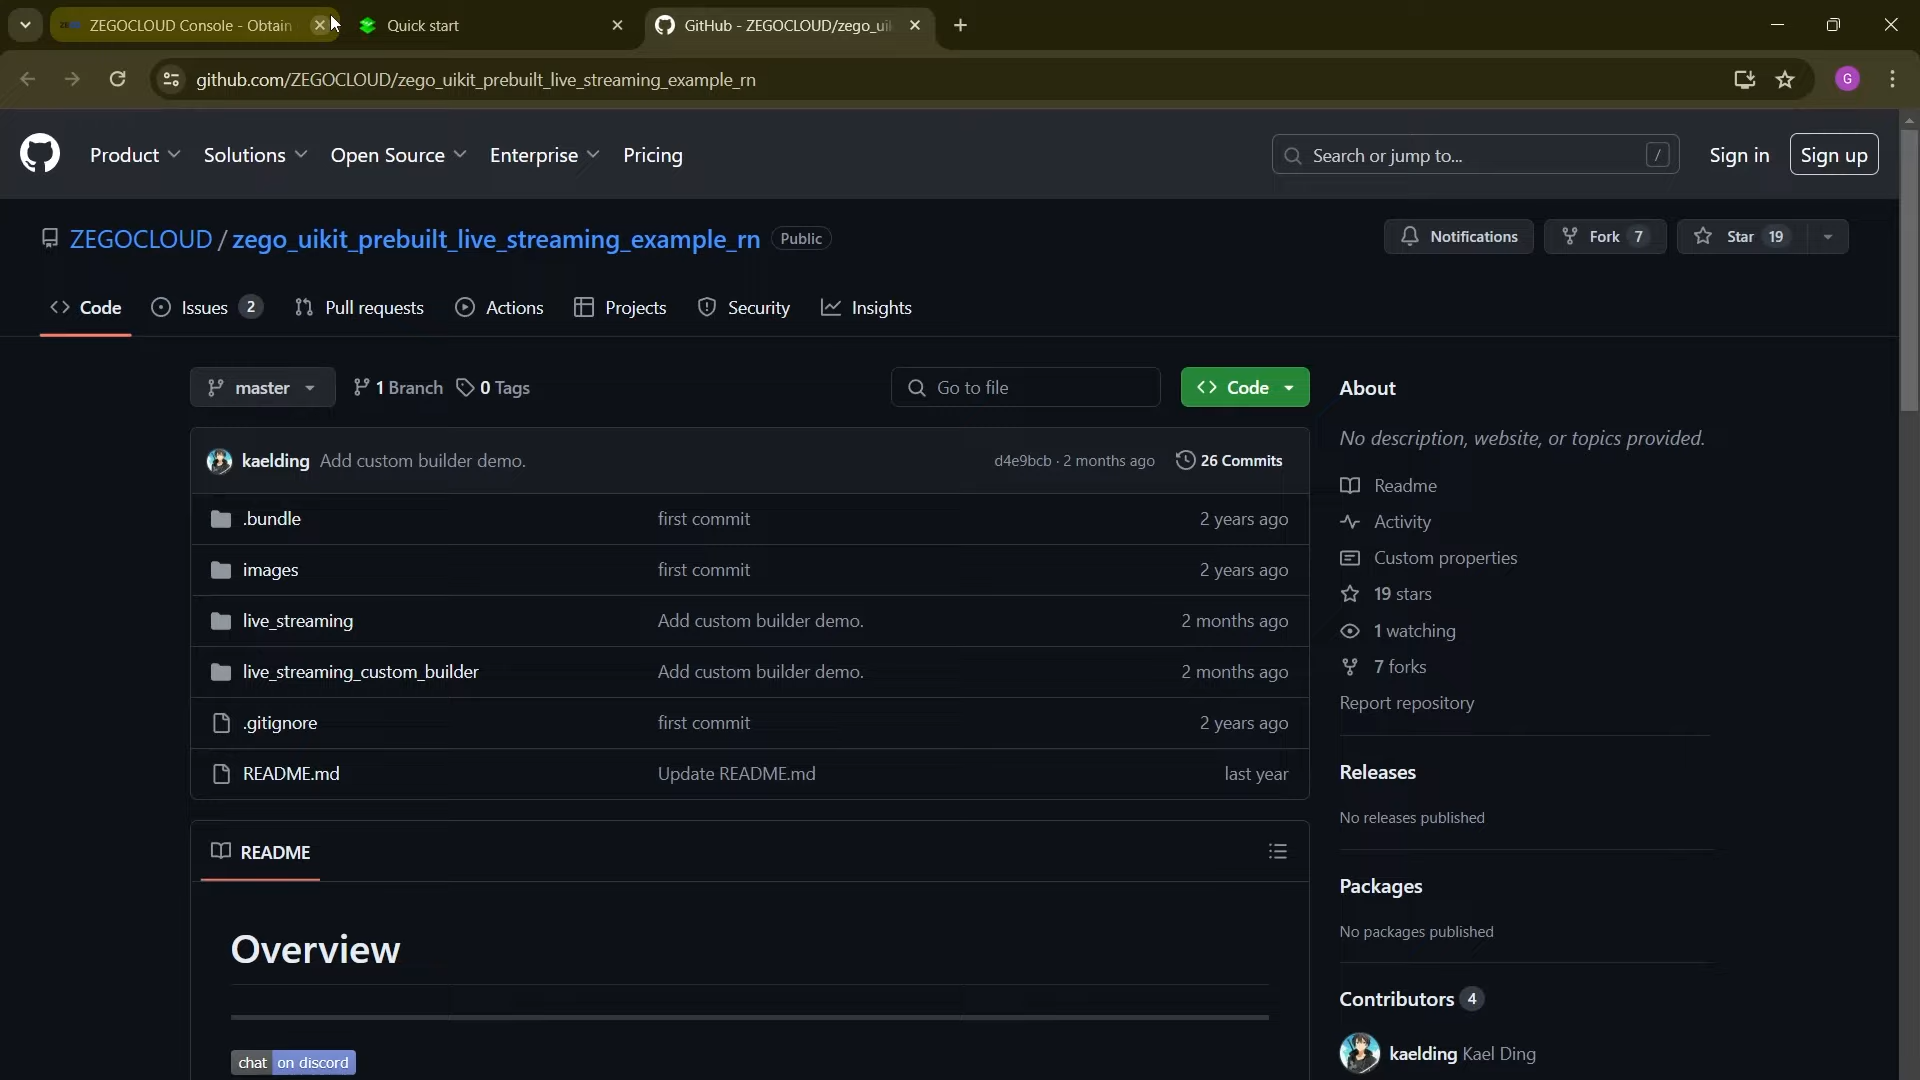 ZEGOCLOUD Console - Obtain
Quick start
GitHub - ZEGOCLOUD/zego_ui
github.com/ZEGOCLOUD/zego_uikit_prebuilt_live_streaming_example_rn
G
Product
Solutions
Open Source
Enterprise
Pricing
Search or jump to...
/
Sign in
Sign up
ZEGOCLOUD / zego_uikit_prebuilt_live_streaming_example_rn
Public
Notifications
Fork 7
Star 19
Code
Issues 2
Pull requests
Actions
Projects
Security
Insights
master
1 Branch
0 Tags
Go to file
Code
kaelding Add custom builder demo.
d4e9bcb · 2 months ago
26 Commits
.bundle
first commit
2 years ago
images
first commit
2 years ago
live_streaming
Add custom builder demo.
2 months ago
live_streaming_custom_builder
Add custom builder demo.
2 months ago
.gitignore
first commit
2 years ago
README.md
Update README.md
last year
README
Overview
chat on discord
About
No description, website, or topics provided.
Readme
Activity
Custom properties
19 stars
1 watching
7 forks
Report repository
Releases
No releases published
Packages
No packages published
Contributors 4
kaelding Kael Ding